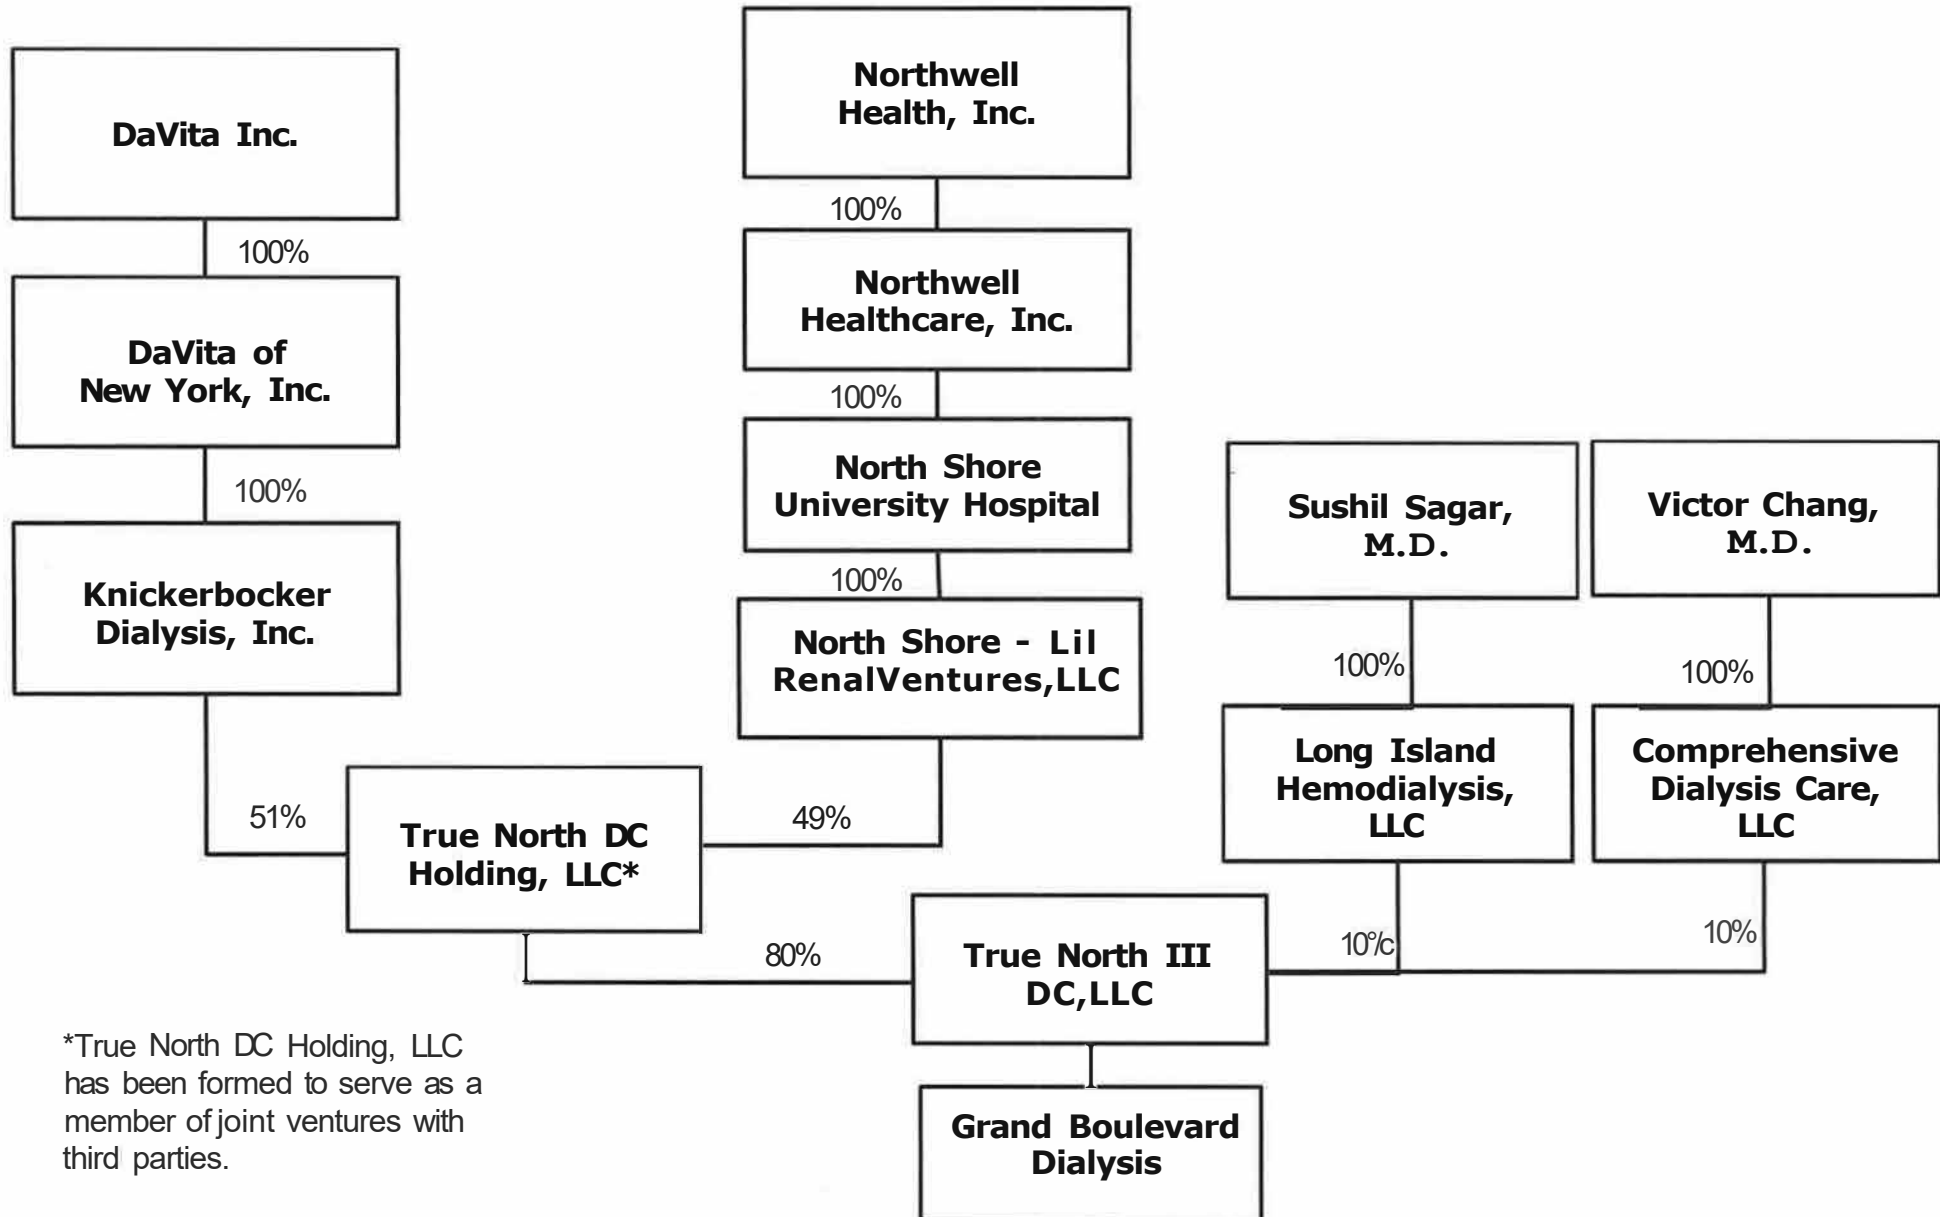 DaVita Inc.
100%
DaVita of
New York, Inc.
100%
Knickerbocker
Dialysis, Inc.
51%
Northwell
Health, Inc.
100%
Northwell
Healthcare, Inc.
100%
North Shore
University Hospital
100%
North Shore - Lil
RenalVentures,LLC
49%
True North DC
Holding, LLC*
80%
Sushil Sagar,
M.D.
100%
Long Island
Hemodialysis,
LLC
10°/c
Victor Chang,
M.D.
100%
Comprehensive
Dialysis Care,
LLC
10%
True North III
DC,LLC
Grand Boulevard
Dialysis
*True North DC Holding, LLC
has been formed to serve as a
member of joint ventures with
third parties.